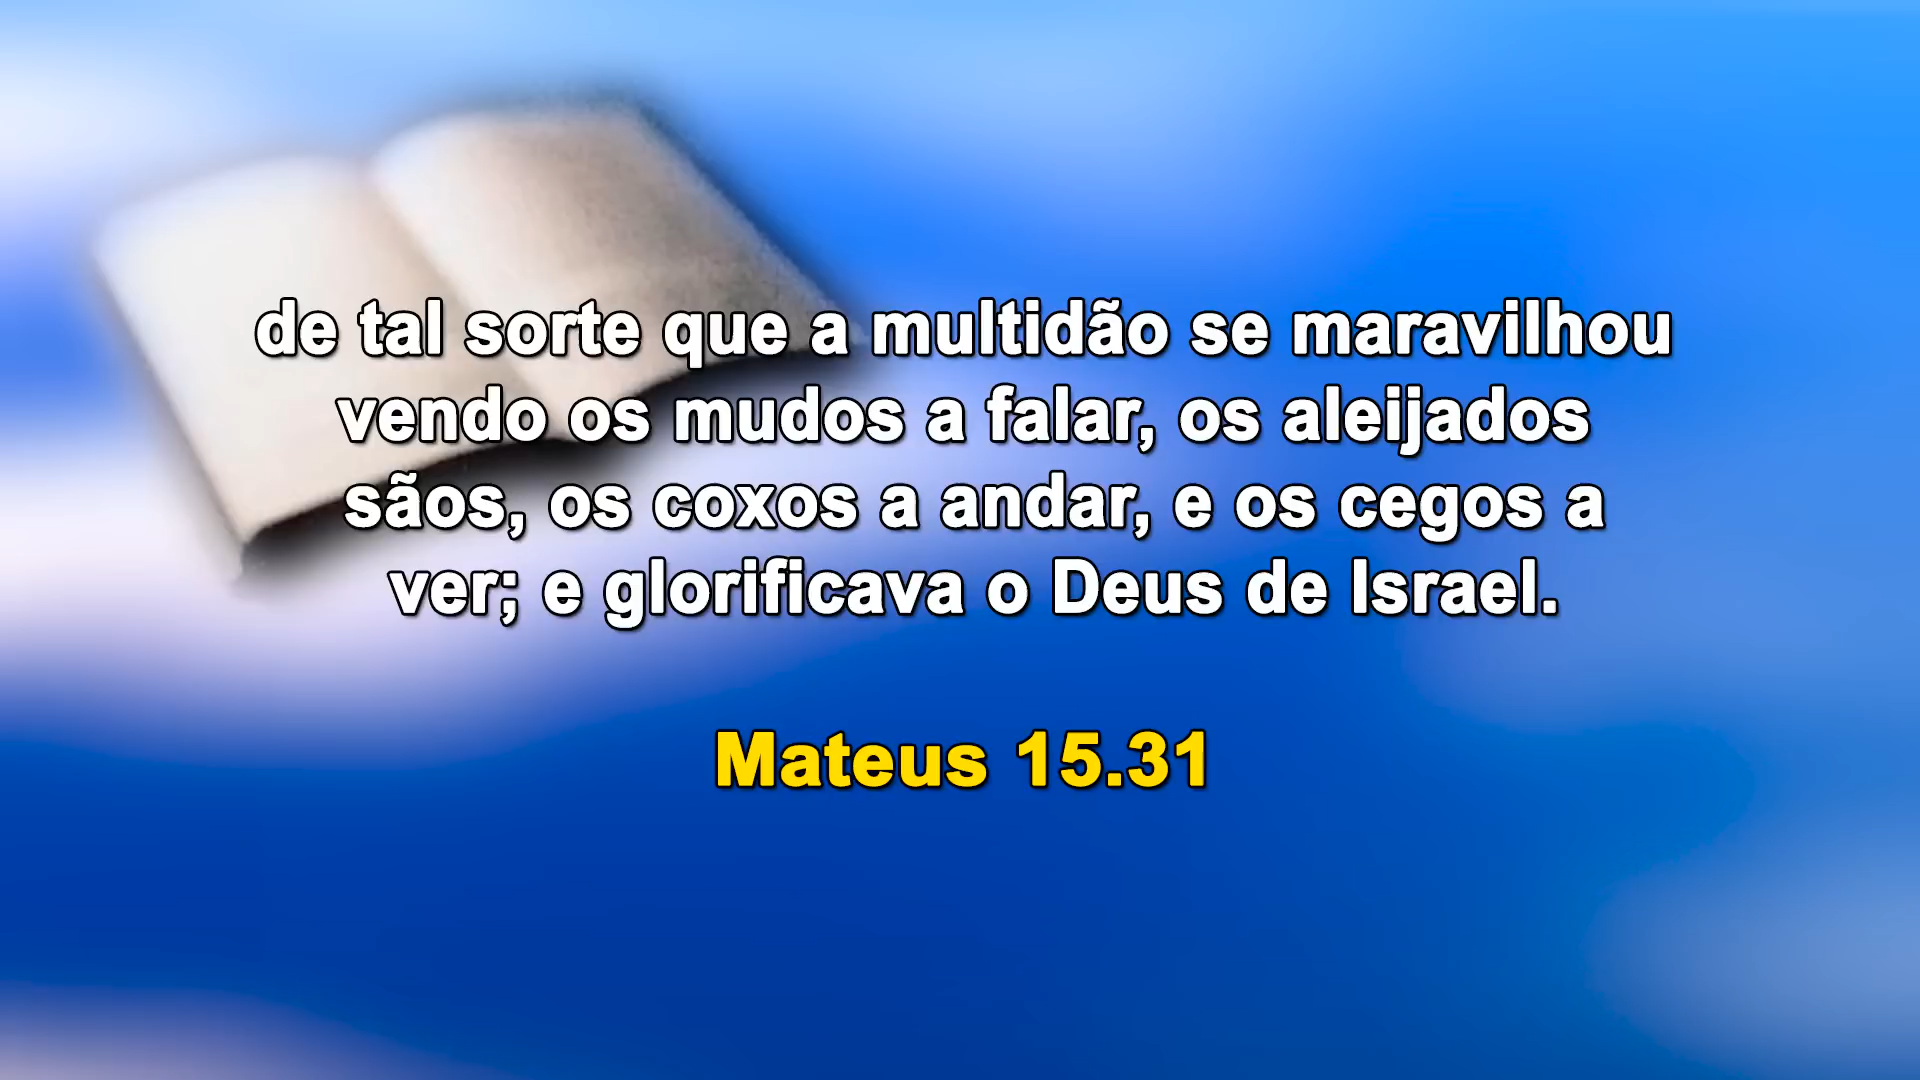 de tal sorte que a multidão se maravilhou
vendo os mudos a falar, os aleijados
sãos, os coxos a andar, e os cegos a
ver; e glorificava o Deus de Israel.
Mateus 15.31